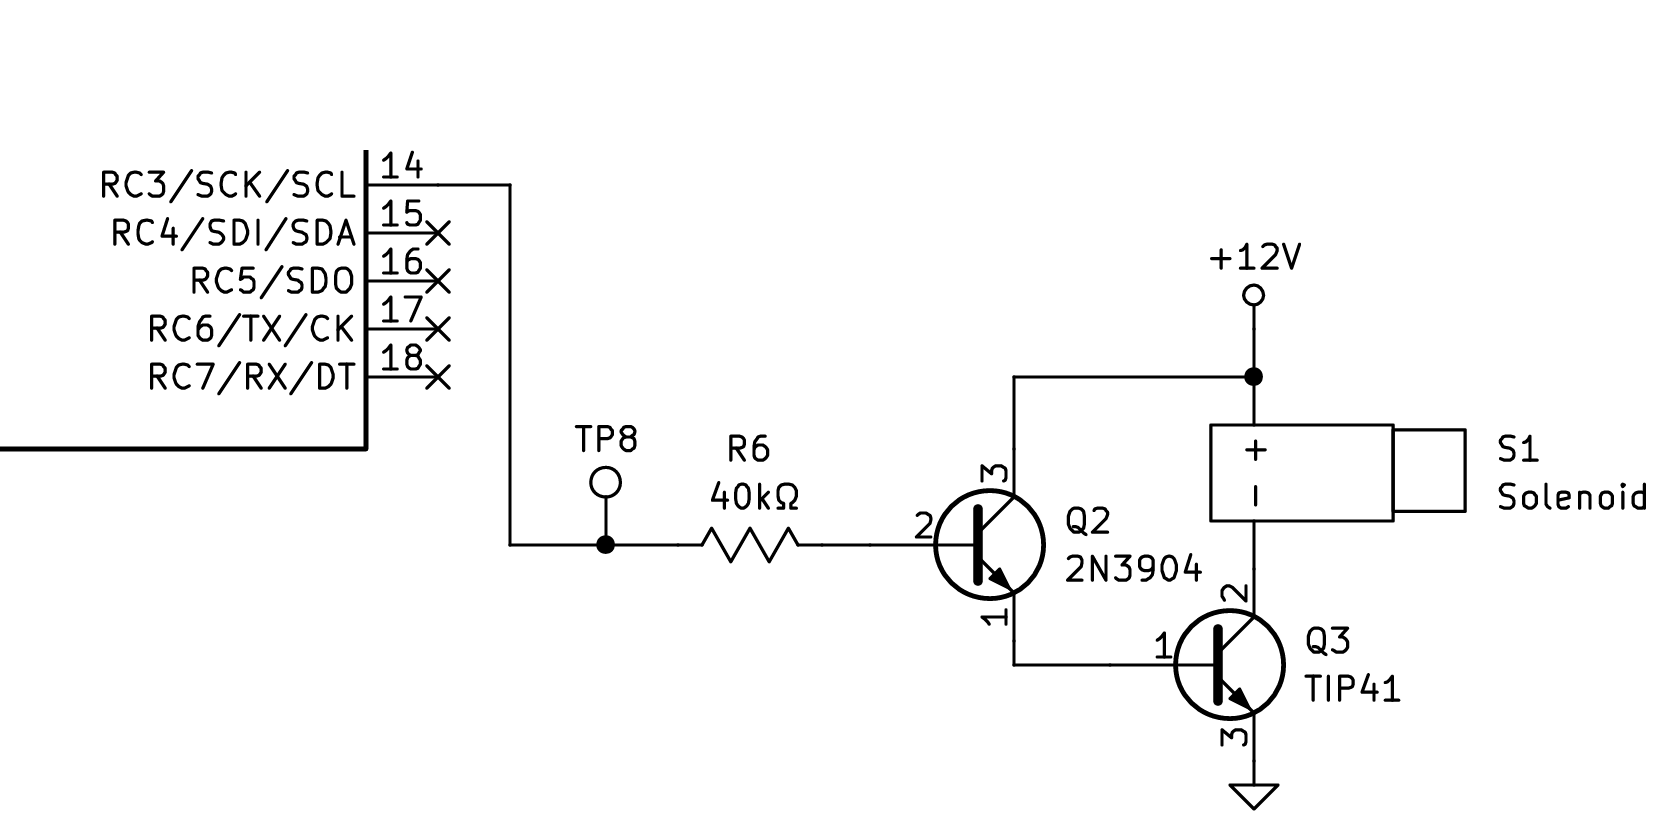 RC3/SCK/SCL 14
RC4/SDI/SDA 15
RC5/SDO 16
RC6/TX/CK 17
RC7/RX/DT 18
+12V
TP8
R6
40kΩ
+
−
S1
Solenoid
3
2
Q2
2N3904
1
2
1
Q3
TIP41
3